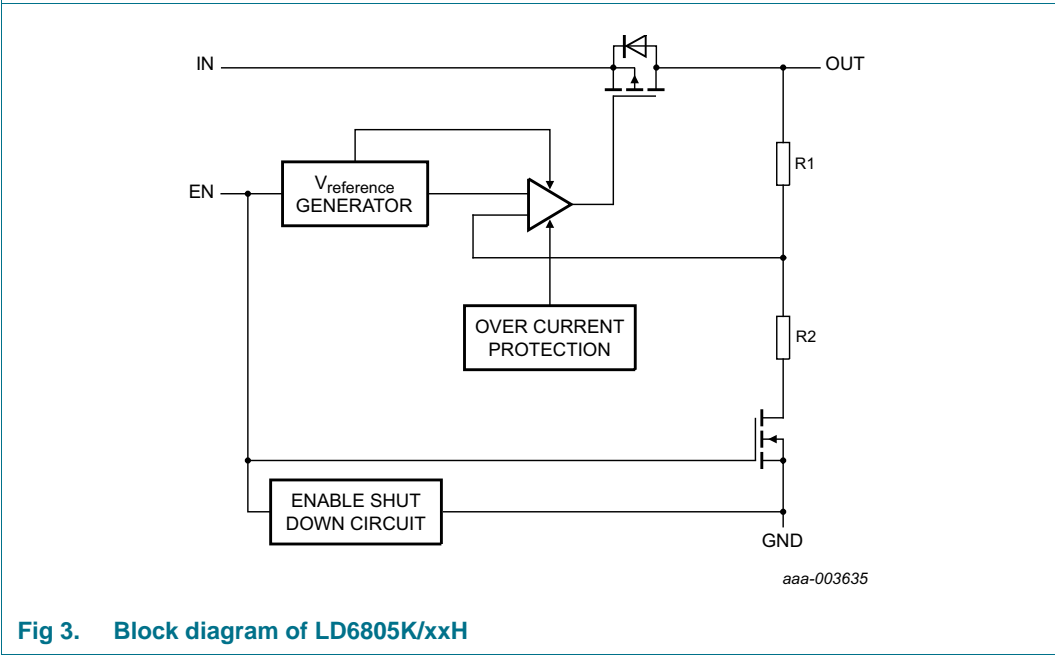 IN
OUT
R1
EN
Vreference
GENERATOR
OVER CURRENT
PROTECTION
R2
ENABLE SHUT
DOWN CIRCUIT
GND
aaa-003635
Fig 3. Block diagram of LD6805K/xxH